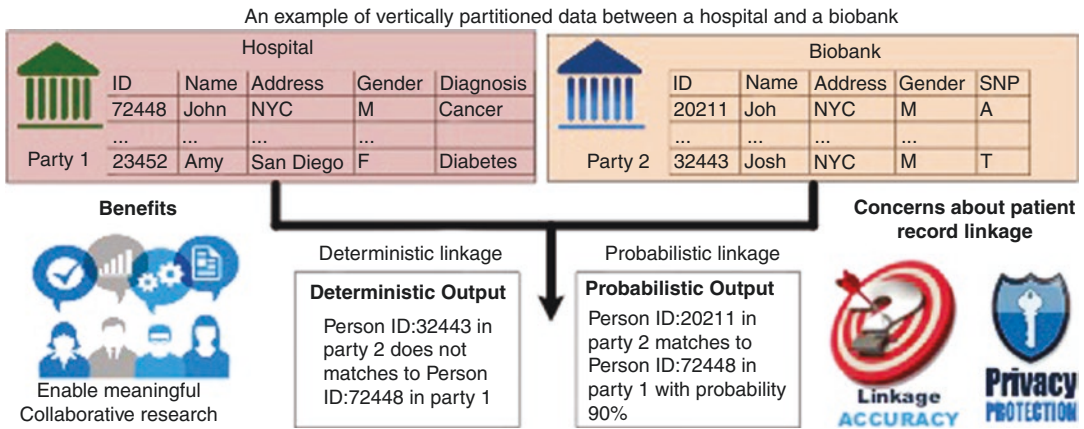 An example of vertically partitioned data between a hospital and a biobank
Hospital
ID Name Address Gender Diagnosis
72448 John NYC M Cancer
... ... ... ...
Party 1 23452 Amy San Diego F Diabetes
Biobank
ID Name Address Gender SNP
20211 Joh NYC M A
... ... ... ...
Party 2 32443 Josh NYC M T
Benefits
Enable meaningful
Collaborative research
Deterministic linkage
Deterministic Output
Person ID:32443 in
party 2 does not
matches to Person
ID:72448 in party 1
Probabilistic linkage
Probabilistic Output
Person ID:20211 in
party 2 matches to
Person ID:72448 in
party 1 with probability
90%
Concerns about patient
record linkage
?
Linkage
ACCURACY
Privacy
PROTECTION